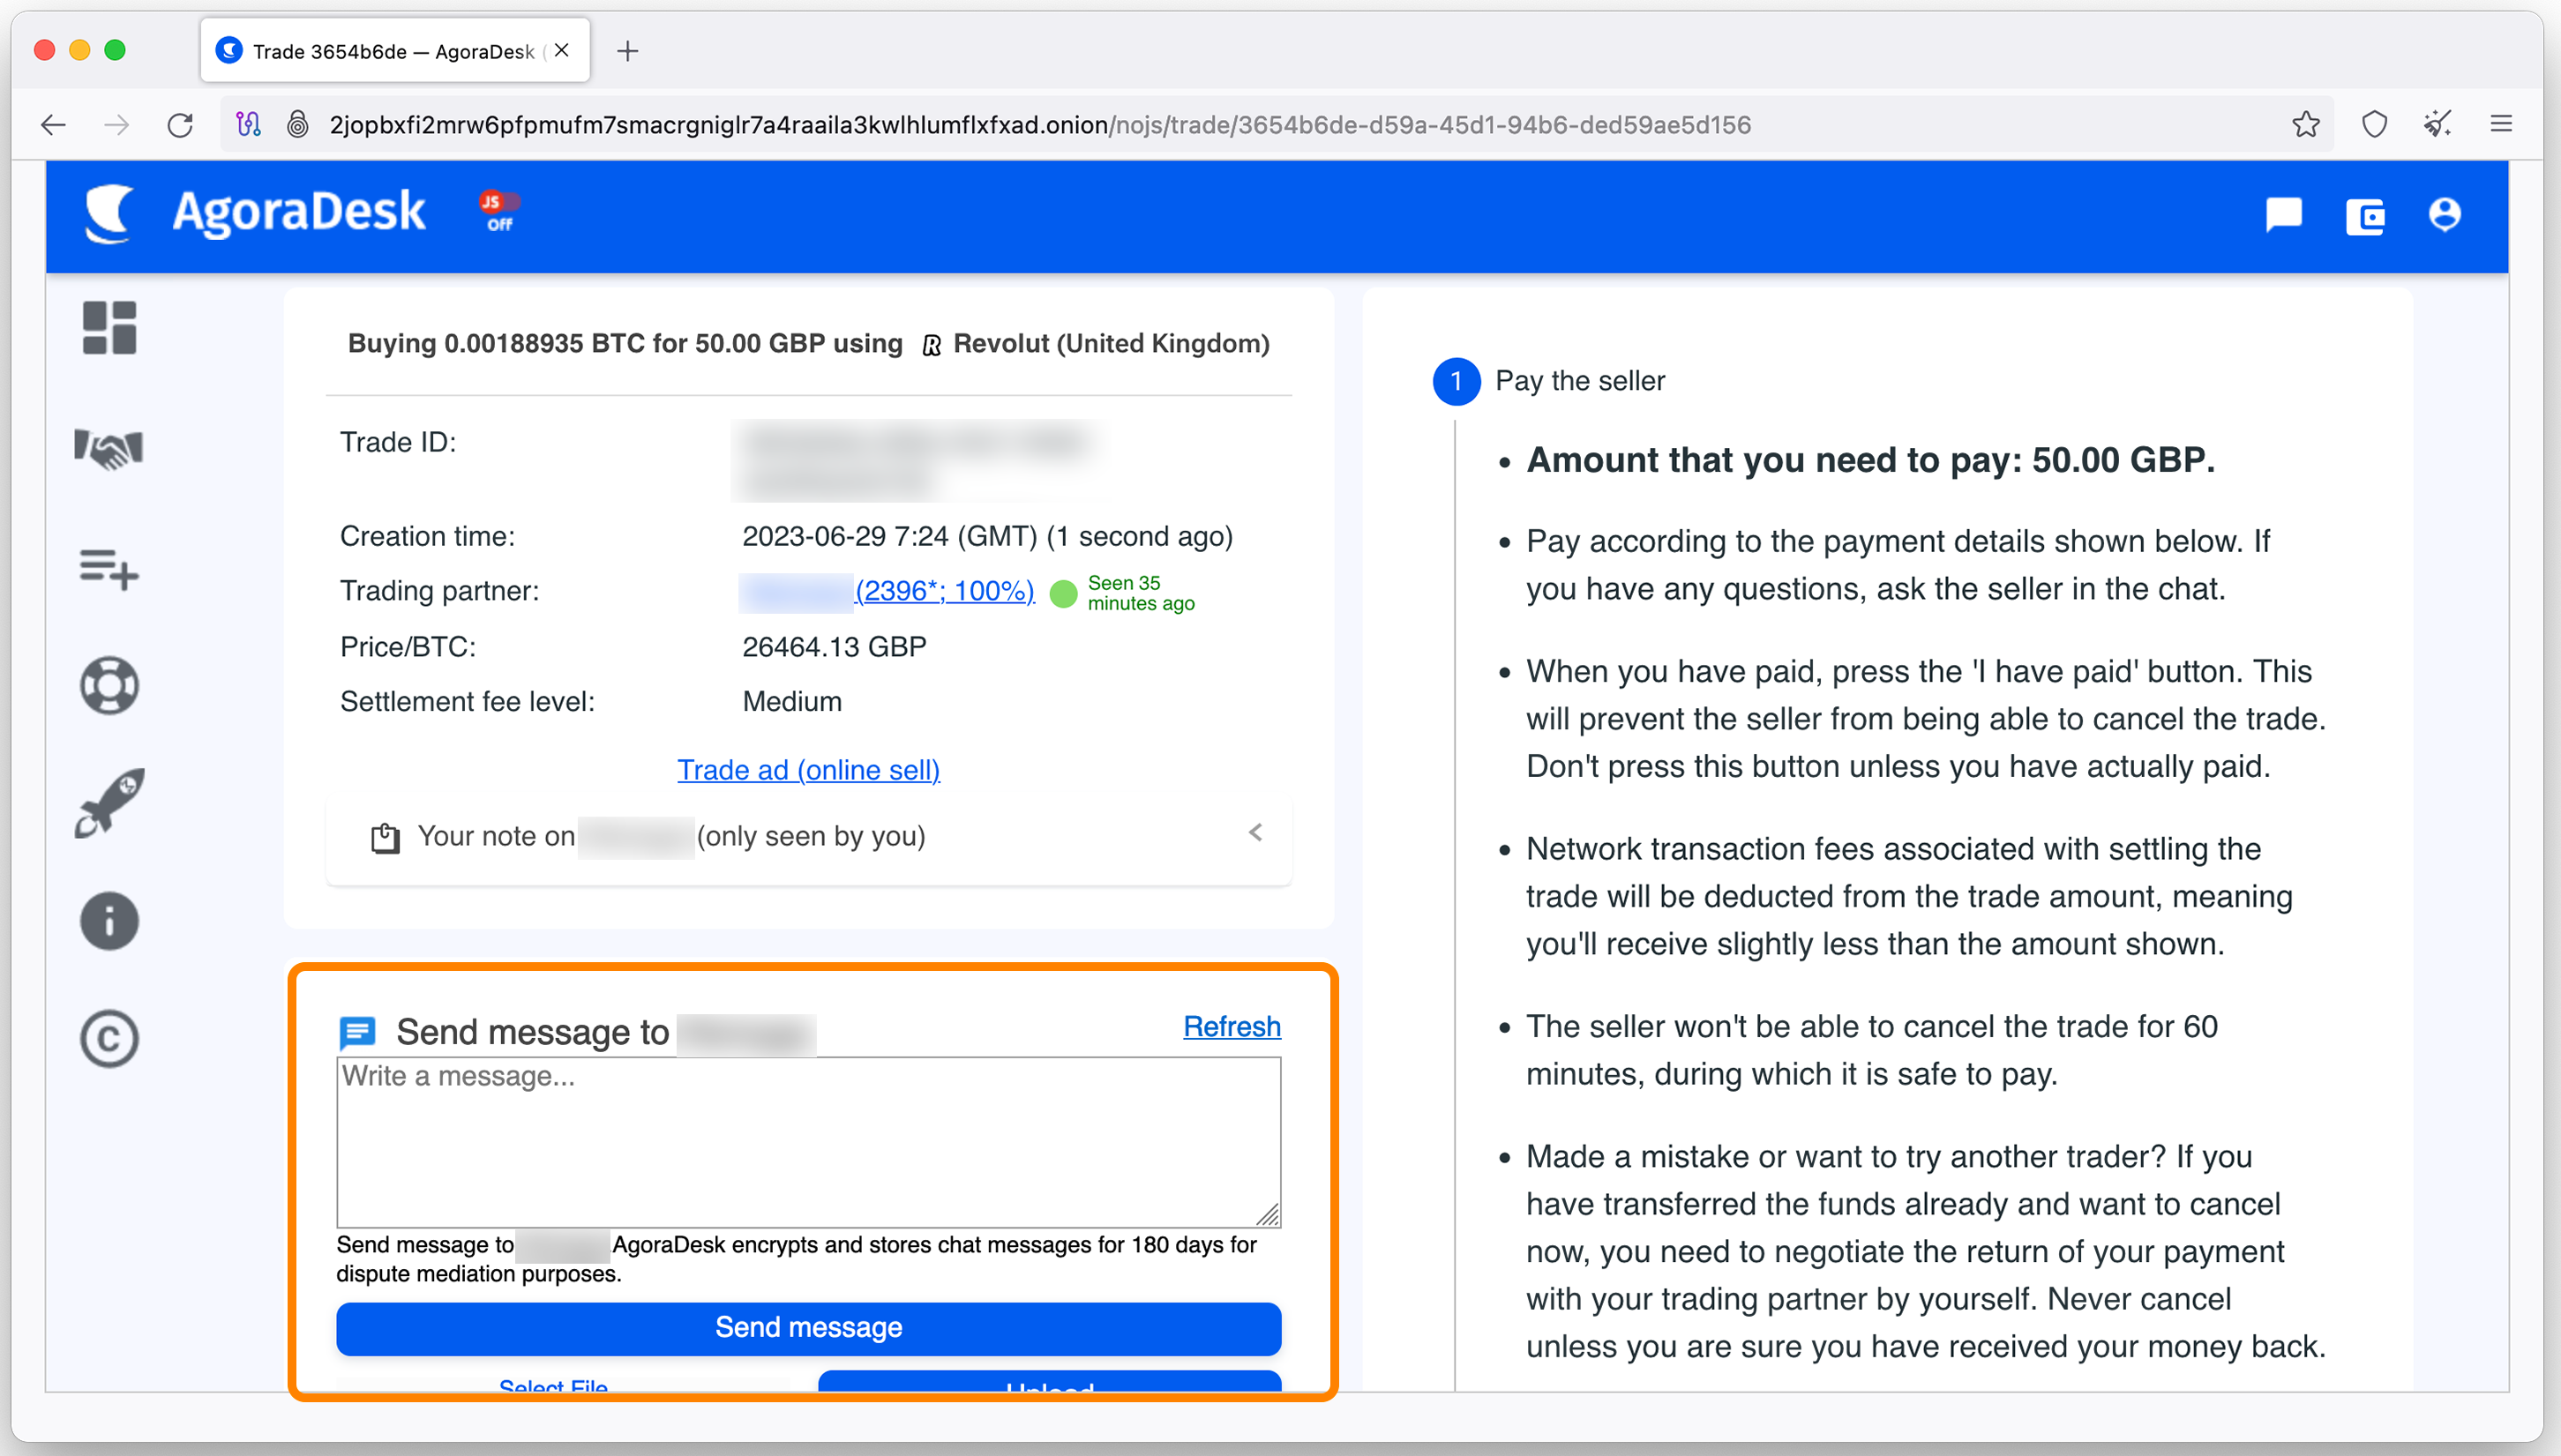 Trade 3654b6de — AgoraDesk (
2jopbxfi2mrw6pfpmufm7smacrgniglr7a4raaila3kwlhlumflxfxad.onion/nojs/trade/3654b6de-d59a-45d1-94b6-ded59ae5d156
AgoraDesk
JS
Off
Buying 0.00188935 BTC for 50.00 GBP using R Revolut (United Kingdom)
Trade ID:
Creation time: 2023-06-29 7:24 (GMT) (1 second ago)
Trading partner: (2396*; 100%) Seen 35
minutes ago
Price/BTC: 26464.13 GBP
Settlement fee level: Medium
Trade ad (online sell)
Your note on (only seen by you)
Send message to
Refresh
Write a message...
Send message to AgoraDesk encrypts and stores chat messages for 180 days for
dispute mediation purposes.
Send message
Select File
Upload
1 Pay the seller
• Amount that you need to pay: 50.00 GBP.
• Pay according to the payment details shown below. If
you have any questions, ask the seller in the chat.
• When you have paid, press the 'I have paid' button. This
will prevent the seller from being able to cancel the trade.
Don't press this button unless you have actually paid.
• Network transaction fees associated with settling the
trade will be deducted from the trade amount, meaning
you'll receive slightly less than the amount shown.
• The seller won't be able to cancel the trade for 60
minutes, during which it is safe to pay.
• Made a mistake or want to try another trader? If you
have transferred the funds already and want to cancel
now, you need to negotiate the return of your payment
with your trading partner by yourself. Never cancel
unless you are sure you have received your money back.